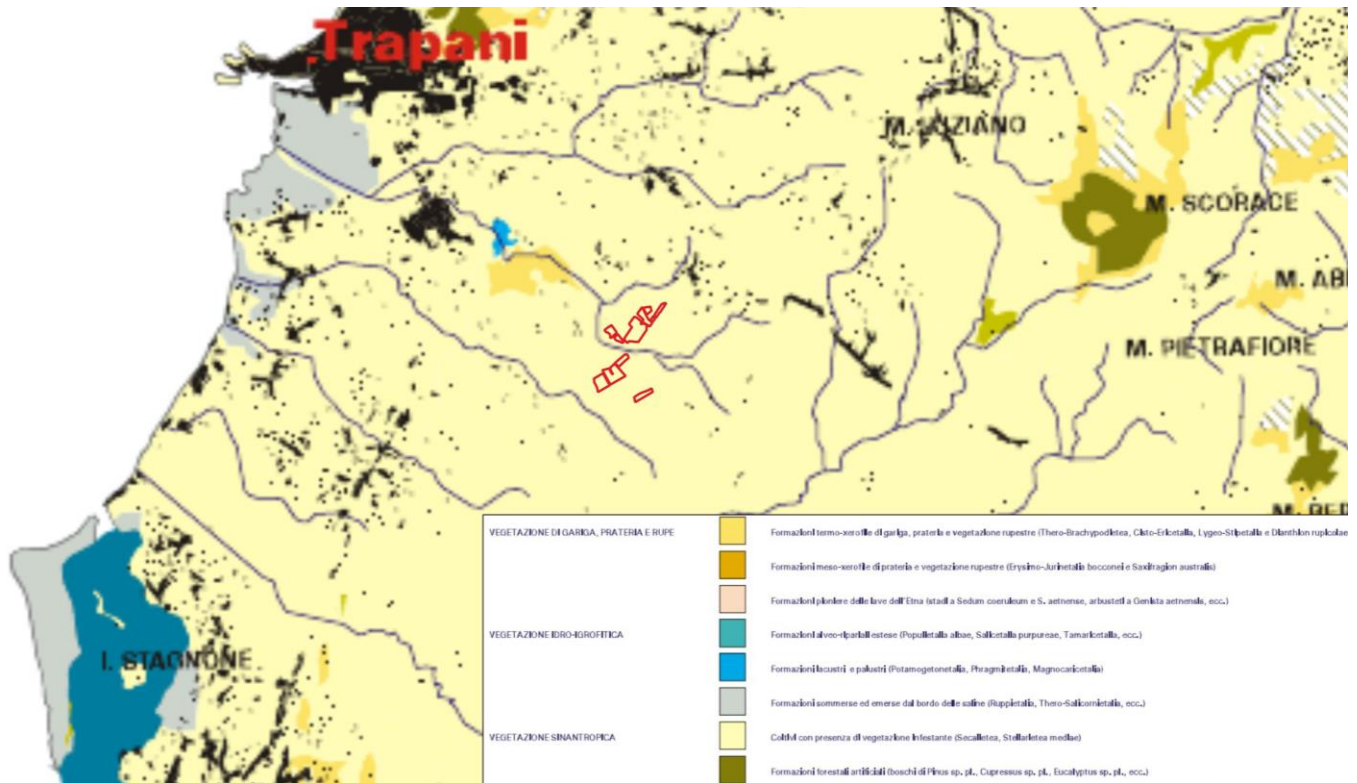 Trapani
M. SCORACE
M. PIETRAFIORE
I. STAGNONE
VEGETAZIONE DI GARIGA, PRATERIA E RUPE
Formazioni termo-xerofile di gariga, prateria e vegetazione rupestre (Thero-Brachypodietea, Cisto-Ericetalia, Lygeo-Stipetalia e Dianthion rupicolae
Formazioni meso-xerofile di prateria e vegetazione rupestre (Erysimo-Jurinetalia bocconei e Saxifragion australis)
Formazioni pioniere delle lave dell'Etna (stadi a Sedum coeruleum e S. aetnense, arbusteti a Genista aetnensis, ecc.)
VEGETAZIONE IDRO-IGROFITICA
Formazioni alveo-ripariali estese (Populetalia albae, Salicetalia purpureae, Tamaricetalia, ecc.)
Formazioni lacustri e palustri (Potamogetonetalia, Phragmitetalia, Magnocaricetalia)
Formazioni sommerse ed emerse dal bordo delle saline (Ruppietalia, Thero-Salicornietalia, ecc.)
VEGETAZIONE SINANTROPICA
Coltivi con presenza di vegetazione infestante (Secalietea, Stellarietea mediae)
Formazioni forestali artificiali (boschi di Pinus sp. pl., Cupressus sp. pl., Eucalyptus sp. pl., ecc.)